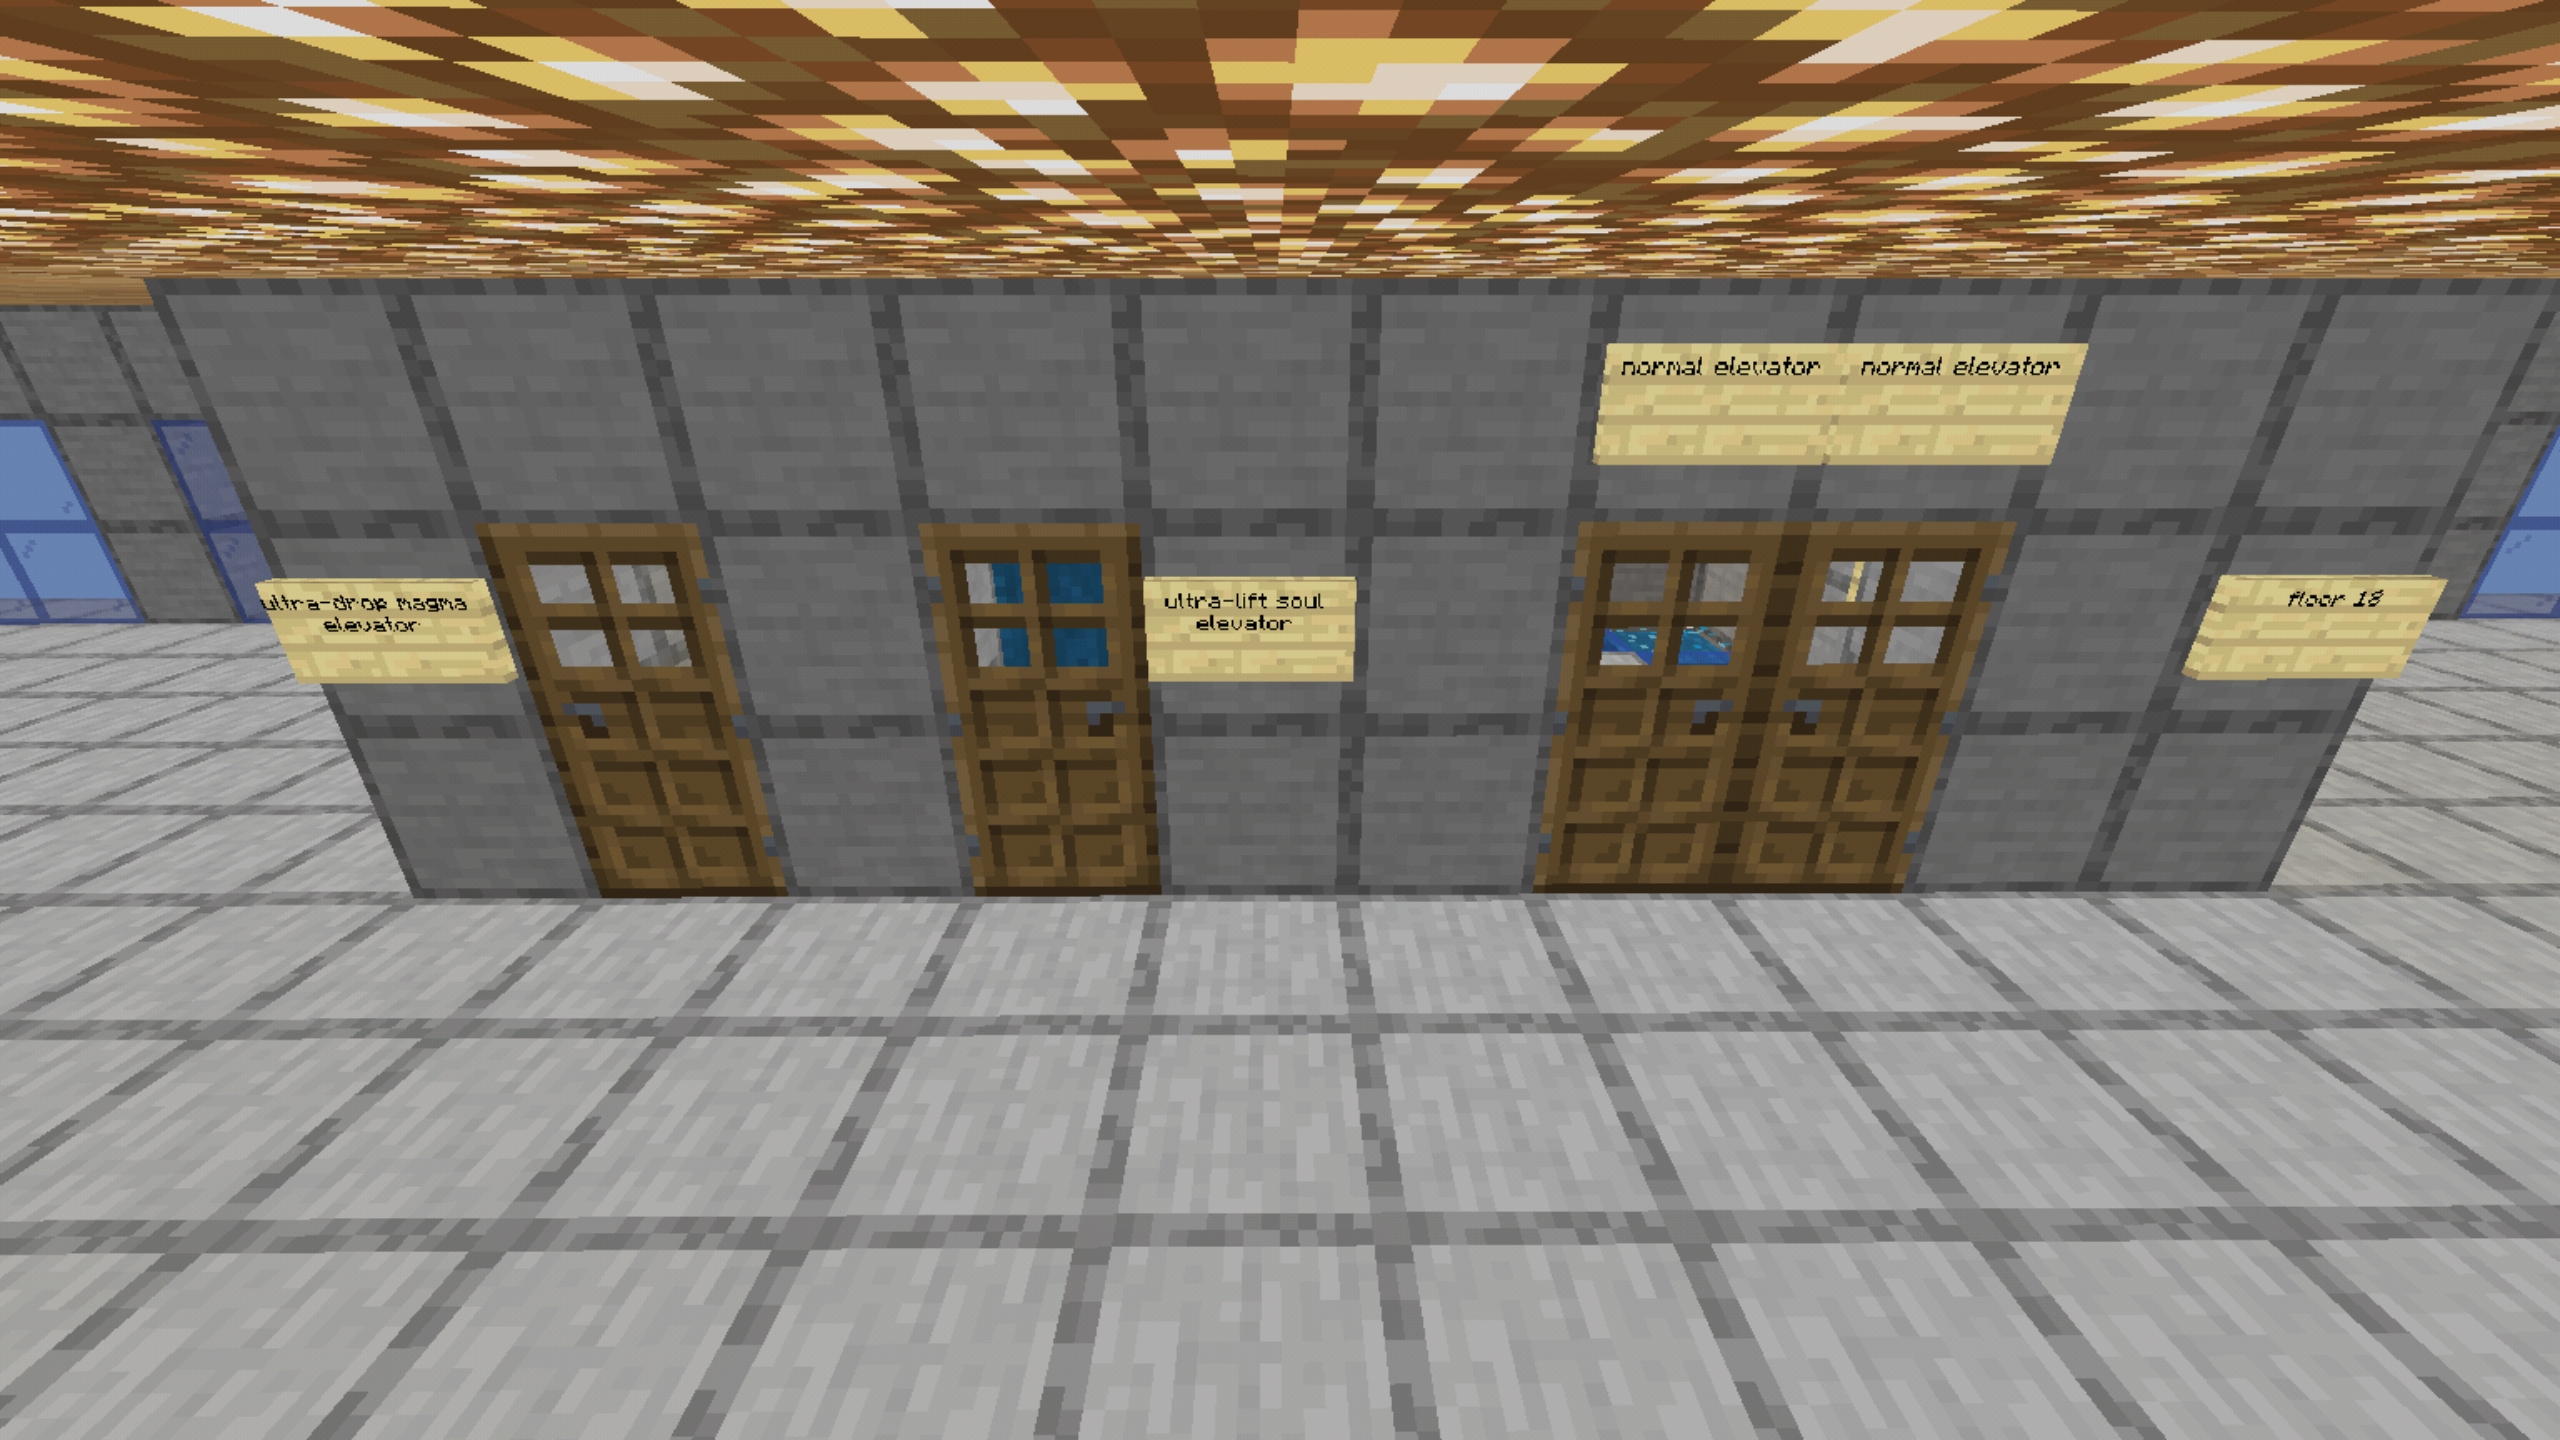 normal elevator
normal elevator
ultra-drop magma
elevator
ultra-lift soul
elevator
floor 18